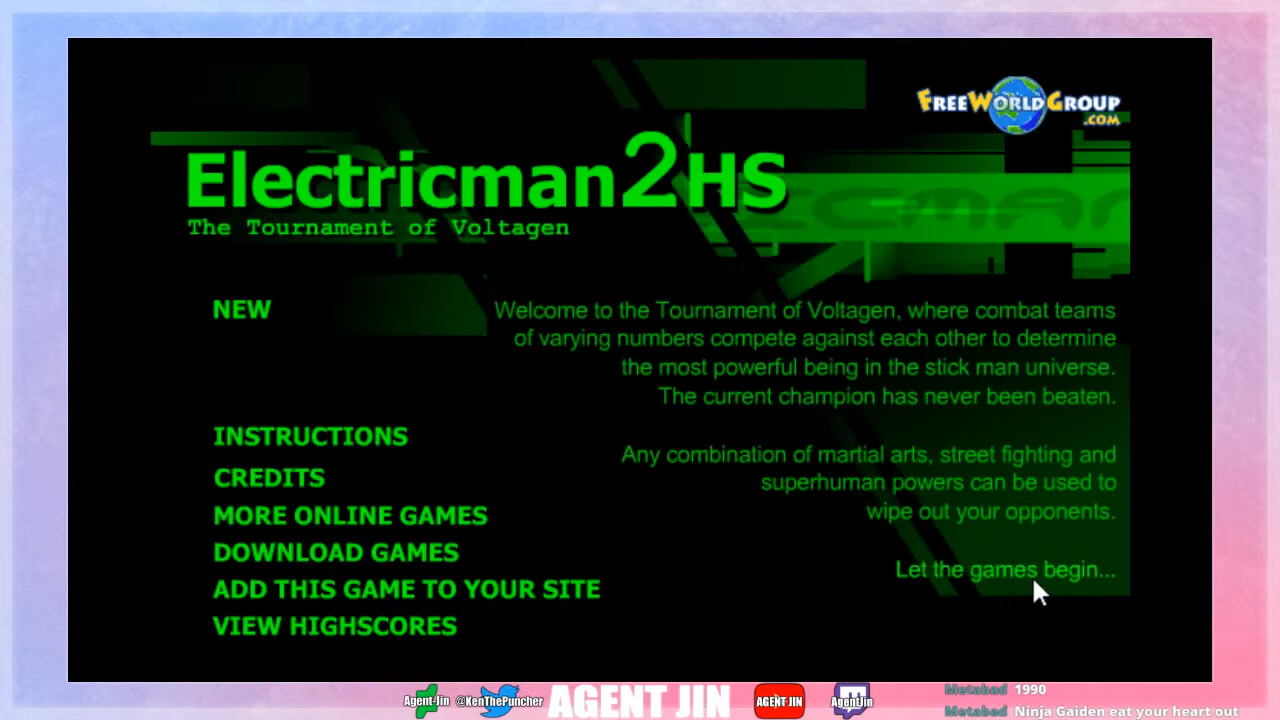 FREEWORLDGROUP
.COM
Electricman2HS
The Tournament of Voltagen
NEW
Welcome to the Tournament of Voltagen, where combat teams
of varying numbers compete against each other to determine
the most powerful being in the stick man universe.
The current champion has never been beaten.
Any combination of martial arts, street fighting and
superhuman powers can be used to
wipe out your opponents.
Let the games begin...
INSTRUCTIONS
CREDITS
MORE ONLINE GAMES
DOWNLOAD GAMES
ADD THIS GAME TO YOUR SITE
VIEW HIGHSCORES
Agent-Jin @KenThePuncher AGENT JIN AGENT JIN AgentJin
Metabad 1990
Metabad Ninja Gaiden eat your heart out